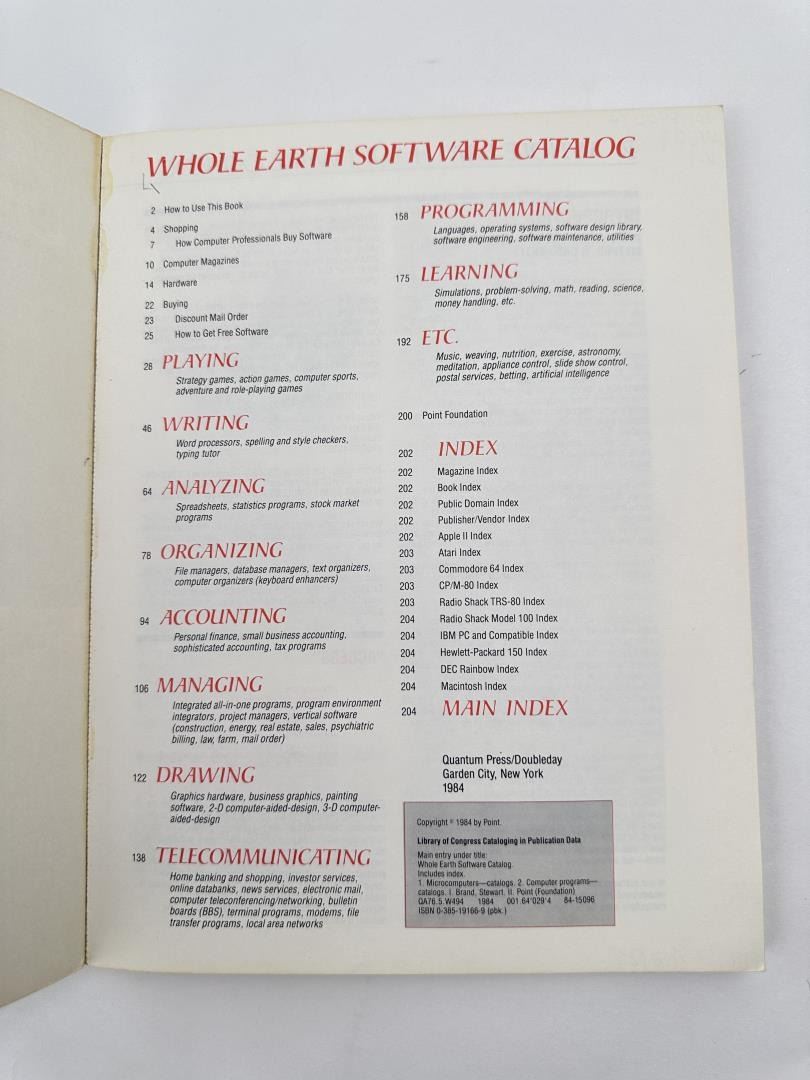 WHOLE EARTH SOFTWARE CATALOG
2 How to Use This Book
4 Shopping
7 How Computer Professionals Buy Software
10 Computer Magazines
14 Hardware
22 Buying
23 Discount Mail Order
25 How to Get Free Software
28 PLAYING
Strategy games, action games, computer sports,
adventure and role-playing games
46 WRITING
Word processors, spelling and style checkers,
typing tutor
64 ANALYZING
Spreadsheets, statistics programs, stock market
programs
78 ORGANIZING
File managers, database managers, text organizers,
computer organizers (keyboard enhancers)
94 ACCOUNTING
Personal finance, small business accounting,
sophisticated accounting, tax programs
106 MANAGING
Integrated all-in-one programs, program environment
integrators, project managers, vertical software
(construction, energy, real estate, sales, psychiatric
billing, law, farm, mail order)
122 DRAWING
Graphics hardware, business graphics, painting
software, 2-D computer-aided-design, 3-D computer-
aided-design
138 TELECOMMUNICATING
Home banking and shopping, investor services,
online databanks, news services, electronic mail,
computer teleconferencing/networking, bulletin
boards (BBS), terminal programs, modems, file
transfer programs, local area networks
158 PROGRAMMING
Languages, operating systems, software design library,
software engineering, software maintenance, utilities
175 LEARNING
Simulations, problem-solving, math, reading, science,
money handling, etc.
192 ETC.
Music, weaving, nutrition, exercise, astronomy,
meditation, appliance control, slide show control,
postal services, betting, artificial intelligence
200 Point Foundation
202 INDEX
202 Magazine Index
202 Book Index
202 Public Domain Index
202 Publisher/Vendor Index
202 Apple II Index
203 Atari Index
203 Commodore 64 Index
203 CP/M-80 Index
203 Radio Shack TRS-80 Index
204 Radio Shack Model 100 Index
204 IBM PC and Compatible Index
204 Hewlett-Packard 150 Index
204 DEC Rainbow Index
204 Macintosh Index
204 MAIN INDEX
Quantum Press/Doubleday
Garden City, New York
1984
Copyright © 1984 by Point.
Library of Congress Cataloging in Publication Data
Main entry under title:
Whole Earth Software Catalog.
Includes index.
1. Microcomputers—catalogs. 2. Computer programs—
catalogs. I. Brand, Stewart. II. Point (Foundation)
QA76.5.W494 1984 001.64'029'4 84-15096
ISBN 0-385-19166-9 (pbk.)